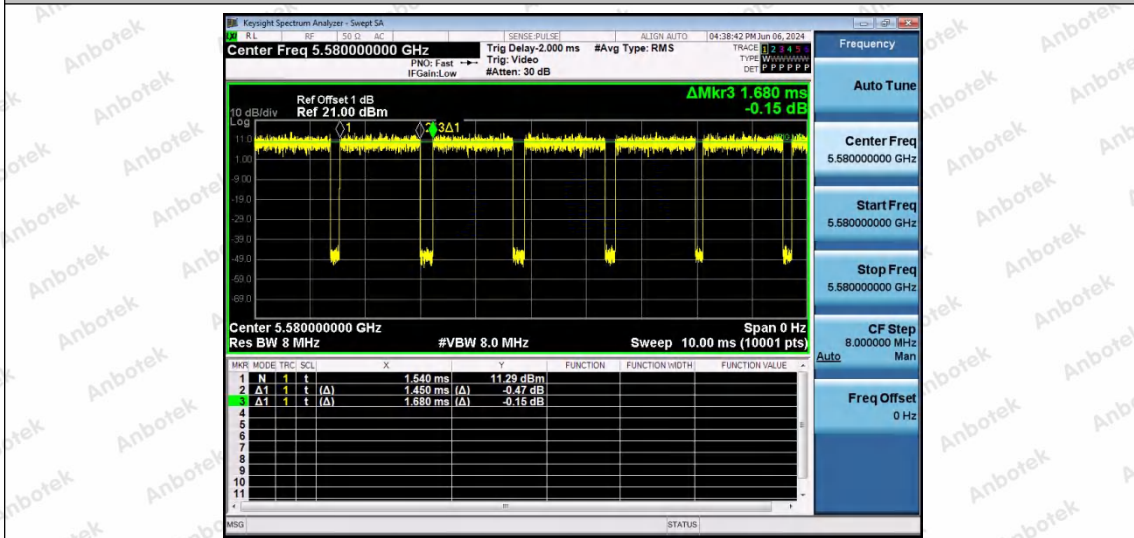 Keysight Spectrum Analyzer - Swept SA
RL RF 50 Ω AC SENSE:PULSE ALIGN AUTO 04:38:42 PM Jun 06, 2024
Center Freq 5.580000000 GHz
PNO: Fast
IFGain:Low
Trig Delay-2.000 ms
Trig: Video
#Atten: 30 dB
#Avg Type: RMS
TRACE 1 2 3 4 5 6
TYPE W
DET P P P P P P
Frequency
Auto Tune
Center Freq
5.580000000 GHz
Start Freq
5.580000000 GHz
Stop Freq
5.580000000 GHz
CF Step
8.000000 MHz
Auto Man
Freq Offset
0 Hz
ΔMkr3 1.680 ms
-0.15 dB
Ref Offset 1 dB
10 dB/div Ref 21.00 dBm
Log
1 2 3Δ1
11.0
1.00
-9.00
-19.0
-29.0
-39.0
-49.0
-59.0
-69.0
Center 5.580000000 GHz Span 0 Hz
Res BW 8 MHz #VBW 8.0 MHz Sweep 10.00 ms (10001 pts)
MKR MODE TRC SCL X Y FUNCTION FUNCTION WIDTH FUNCTION VALUE
1 N 1 t 1.540 ms 11.29 dBm
2 Δ1 1 t (Δ) 1.450 ms (Δ) -0.47 dB
3 Δ1 1 t (Δ) 1.680 ms (Δ) -0.15 dB
4
5
6
7
8
9
10
11
MSG STATUS
Anbotek